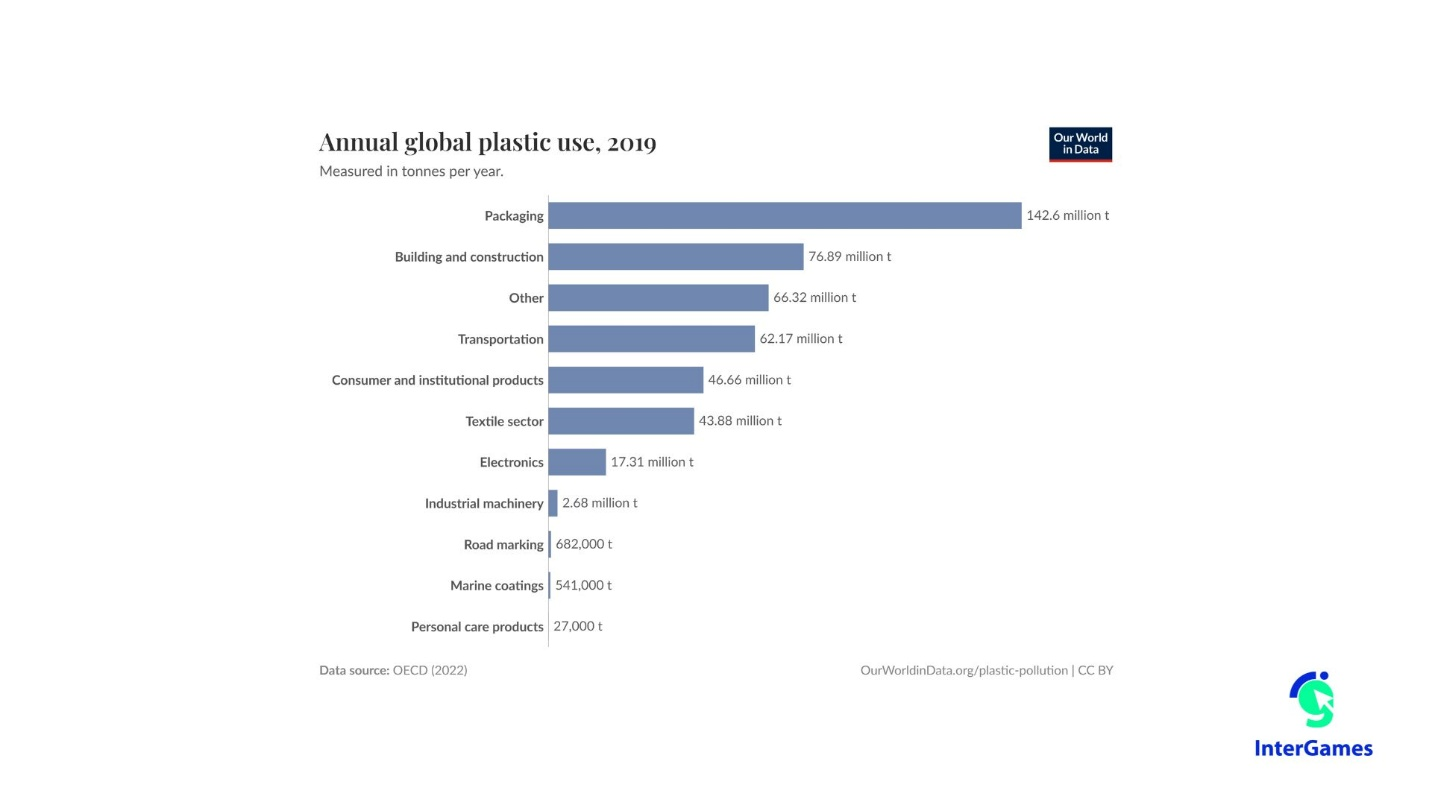 Annual global plastic use, 2019
Our World
in Data
Measured in tonnes per year.
Packaging 142.6 million t
Building and construction 76.89 million t
Other 66.32 million t
Transportation 62.17 million t
Consumer and institutional products 46.66 million t
Textile sector 43.88 million t
Electronics 17.31 million t
Industrial machinery 2.68 million t
Road marking 682,000 t
Marine coatings 541,000 t
Personal care products 27,000 t
Data source: OECD (2022) OurWorldinData.org/plastic-pollution | CC BY
InterGames